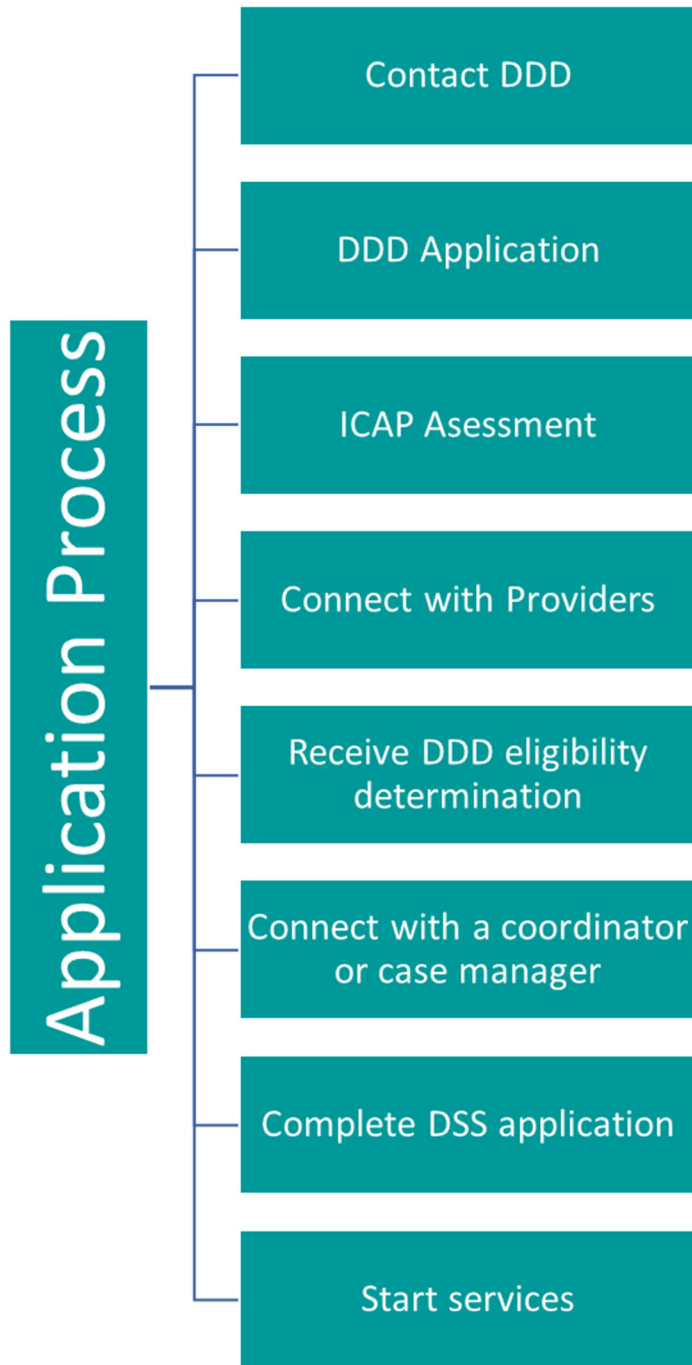 Application Process
Contact DDD
DDD Application
ICAP Asessment
Connect with Providers
Receive DDD eligibility
determination
Connect with a coordinator
or case manager
Complete DSS application
Start services